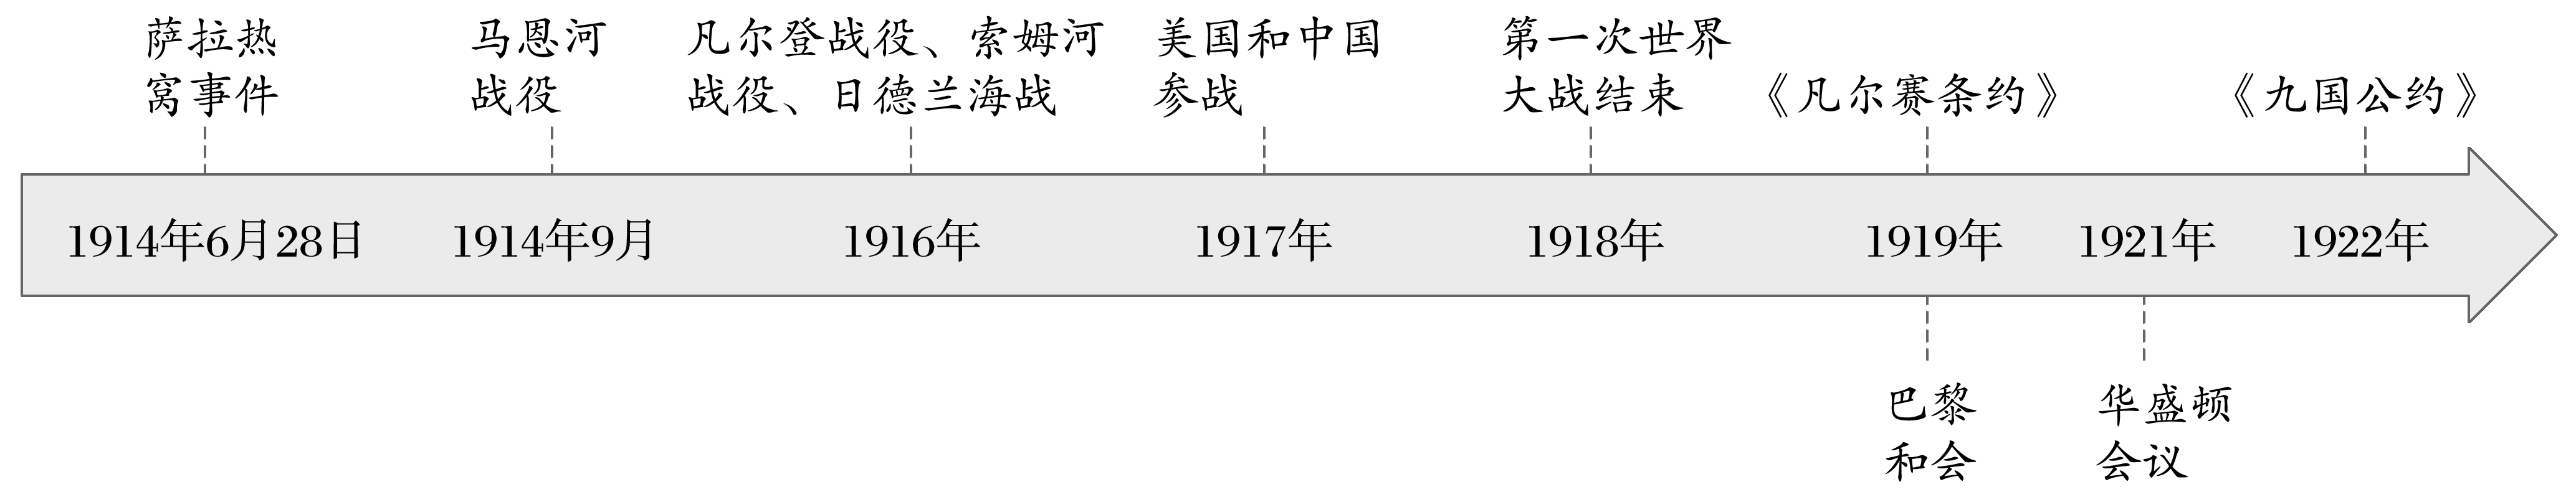 萨拉热
窝事件
马恩河
战役
凡尔登战役、索姆河
战役、日德兰海战
美国和中国
参战
第一次世界
大战结束
《凡尔赛条约》
《九国公约》
1914年6月28日
1914年9月
1916年
1917年
1918年
1919年
1921年
1922年
巴黎
和会
华盛顿
会议